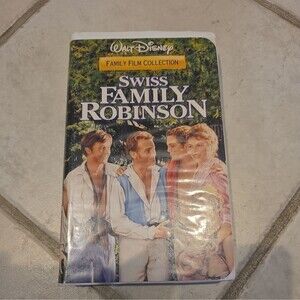 WALT DISNEY
FAMILY FILM COLLECTION
SWISS
FAMILY
ROBINSON